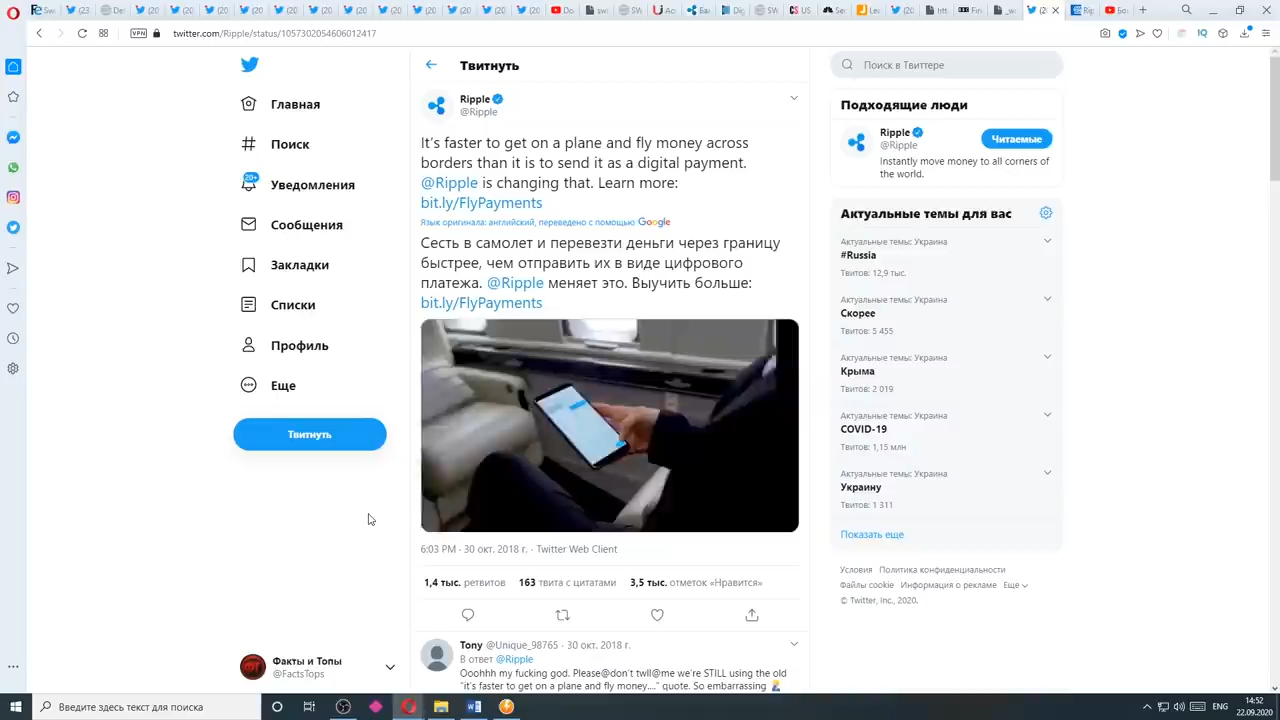 twitter.com/Ripple/status/1057302054606012417
VPN
Твитнуть
Поиск в Твиттере
Главная
Поиск
20+
Уведомления
Сообщения
Закладки
Списки
Профиль
Еще
Твитнуть
Факты и Топы
@FactsTops
Ripple
@Ripple
It's faster to get on a plane and fly money across
borders than it is to send it as a digital payment.
@Ripple is changing that. Learn more:
bit.ly/FlyPayments
Язык оригинала: английский, переведено с помощью Google
Сесть в самолет и перевезти деньги через границу
быстрее, чем отправить их в виде цифрового
платежа. @Ripple меняет это. Выучить больше:
bit.ly/FlyPayments
6:03 PM · 30 окт. 2018 г. · Twitter Web Client
1,4 тыс. ретвитов 163 твита с цитатами 3,5 тыс. отметок «Нравится»
Tony @Unique_98765 · 30 окт. 2018 г.
В ответ @Ripple
Ooohhh my fucking god. Please@don't twll@me we're STILL using the old
"it's faster to get on a plane and fly money...." quote. So embarrassing
Подходящие люди
Ripple
@Ripple
Читаемые
Instantly move money to all corners of
the world.
Актуальные темы для вас
Актуальные темы: Украина
#Russia
Твитов: 12,9 тыс.
Актуальные темы: Украина
Скорее
Твитов: 5 455
Актуальные темы: Украина
Крыма
Твитов: 2 019
Актуальные темы: Украина
COVID-19
Твитов: 1,15 млн
Актуальные темы: Украина
Украину
Твитов: 1 311
Показать еще
Условия Политика конфиденциальности
Файлы cookie Информация о рекламе Еще
© Twitter, Inc., 2020.
Введите здесь текст для поиска
ENG
14:52
22.09.2020